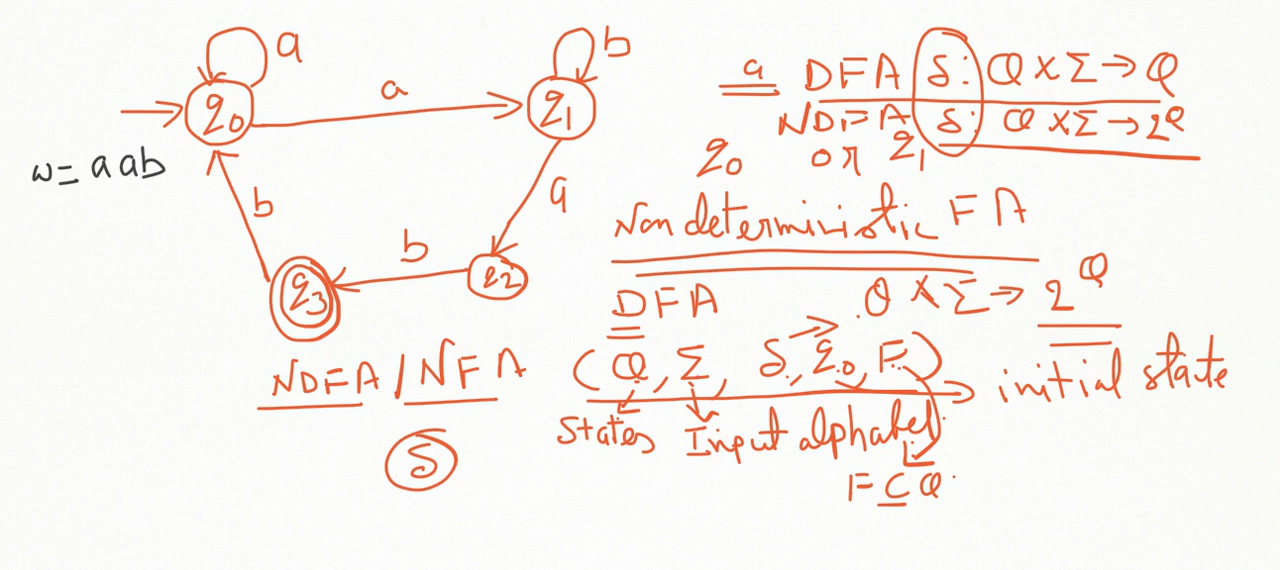 a
b
a
q0
q1
w = aab
b
a
b
q3
q2
NDFA / NFA
δ
a DFA δ: Q × Σ → Q
NDFA δ: Q × Σ → 2^Q
q0 or q1
Non deterministic FA
DFA Q × Σ → 2^Q
(Q, Σ, δ, q0, F) → initial state
States Input alphabet
F ⊆ Q